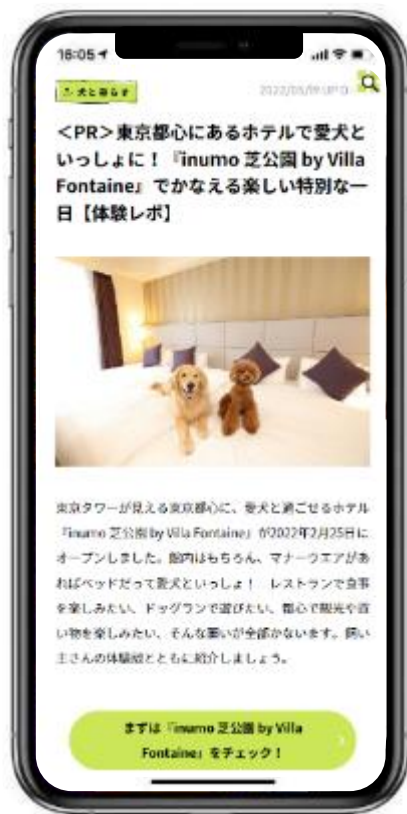 16:05
犬と暮らす
2022/05/19 UP
<PR>東京都心にあるホテルで愛犬と
いっしょに!『inumo 芝公園 by Villa
Fontaine』でかなえる楽しい特別な一
日【体験レポ】
東京タワーが見える東京都心に、愛犬と過ごせるホテル
『inumo 芝公園 by Villa Fontaine』が2022年2月25日に
オープンしました。館内はもちろん、マナーウエアがあ
ればベッドだって愛犬といっしょ! レストランで食事
を楽しみたい、ドッグランで遊びたい、都心で観光や買
い物を楽しみたい、そんな願いが全部かないます。飼い
主さんの体験談とともに紹介しましょう。
まずは『inumo 芝公園 by Villa
Fontaine』をチェック!